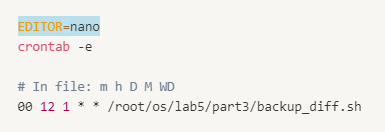 EDITOR=nano
crontab -e
# In file: m h D M WD
00 12 1 * * /root/os/lab5/part3/backup_diff.sh